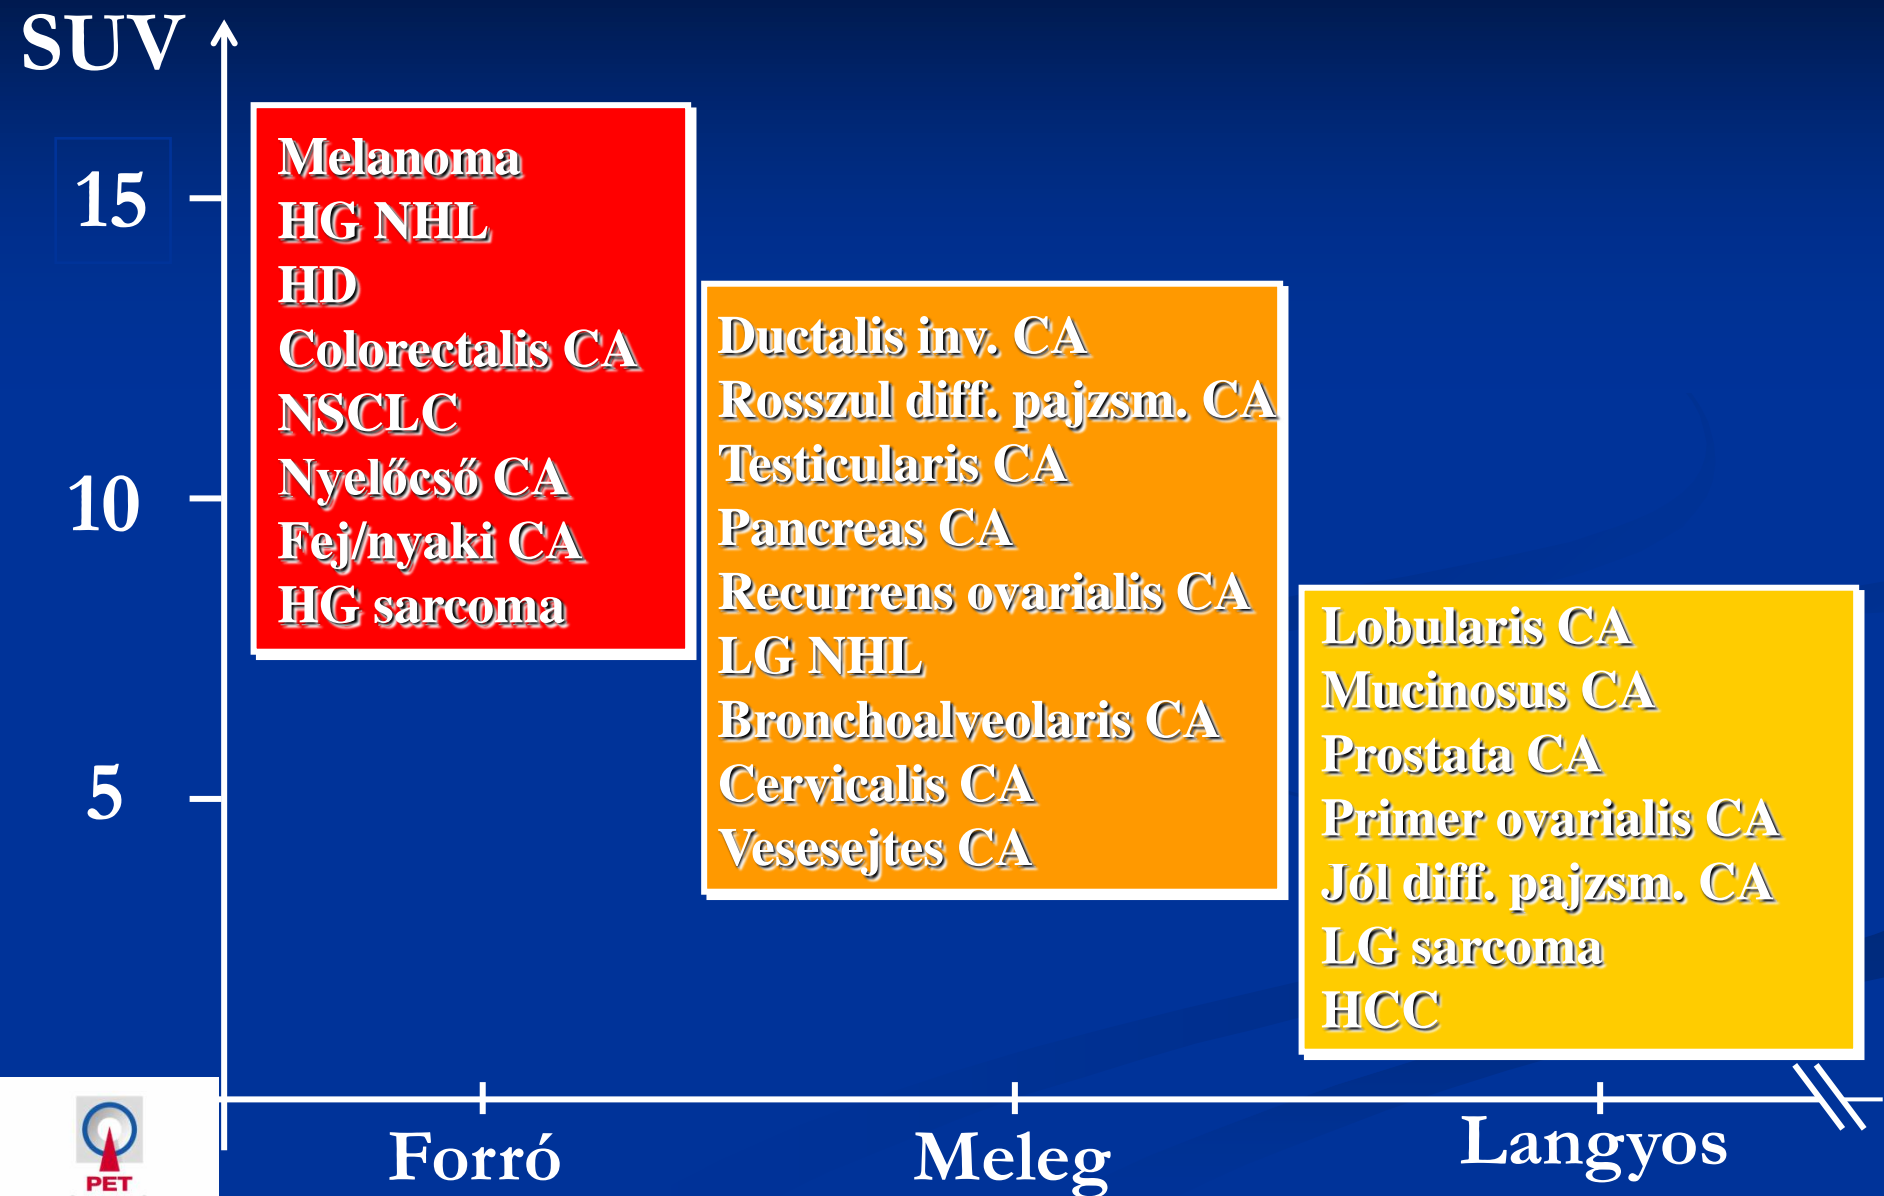 SUV
15
10
5
Melanoma
HG NHL
HD
Colorectalis CA
NSCLC
Nyelőcső CA
Fej/nyaki CA
HG sarcoma
Ductalis inv. CA
Rosszul diff. pajzsm. CA
Testicularis CA
Pancreas CA
Recurrens ovarialis CA
LG NHL
Bronchoalveolaris CA
Cervicalis CA
Vesesejtes CA
Lobularis CA
Mucinosus CA
Prostata CA
Primer ovarialis CA
Jól diff. pajzsm. CA
LG sarcoma
HCC
Forró
Meleg
Langyos
PET